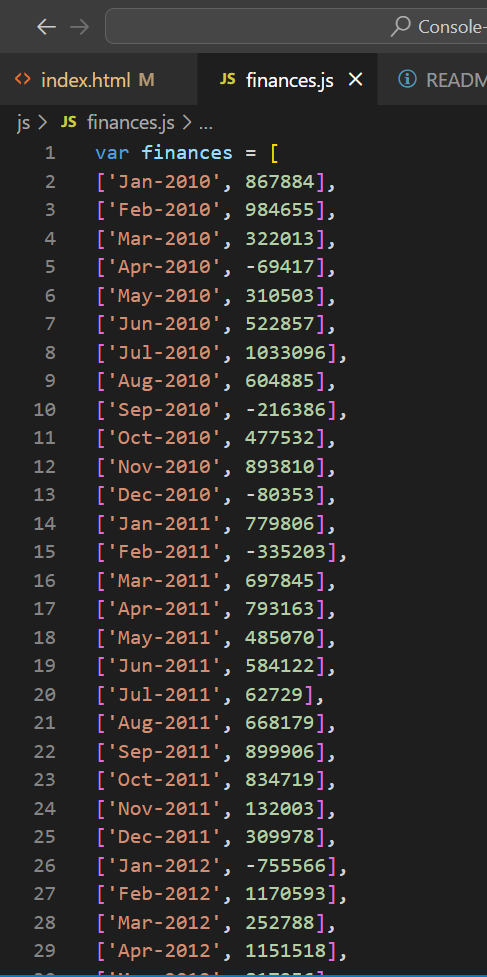 Console-
index.html M
JS finances.js
README
js > JS finances.js > ...
1 var finances = [
2 ['Jan-2010', 867884],
3 ['Feb-2010', 984655],
4 ['Mar-2010', 322013],
5 ['Apr-2010', -69417],
6 ['May-2010', 310503],
7 ['Jun-2010', 522857],
8 ['Jul-2010', 1033096],
9 ['Aug-2010', 604885],
10 ['Sep-2010', -216386],
11 ['Oct-2010', 477532],
12 ['Nov-2010', 893810],
13 ['Dec-2010', -80353],
14 ['Jan-2011', 779806],
15 ['Feb-2011', -335203],
16 ['Mar-2011', 697845],
17 ['Apr-2011', 793163],
18 ['May-2011', 485070],
19 ['Jun-2011', 584122],
20 ['Jul-2011', 62729],
21 ['Aug-2011', 668179],
22 ['Sep-2011', 899906],
23 ['Oct-2011', 834719],
24 ['Nov-2011', 132003],
25 ['Dec-2011', 309978],
26 ['Jan-2012', -755566],
27 ['Feb-2012', 1170593],
28 ['Mar-2012', 252788],
29 ['Apr-2012', 1151518],